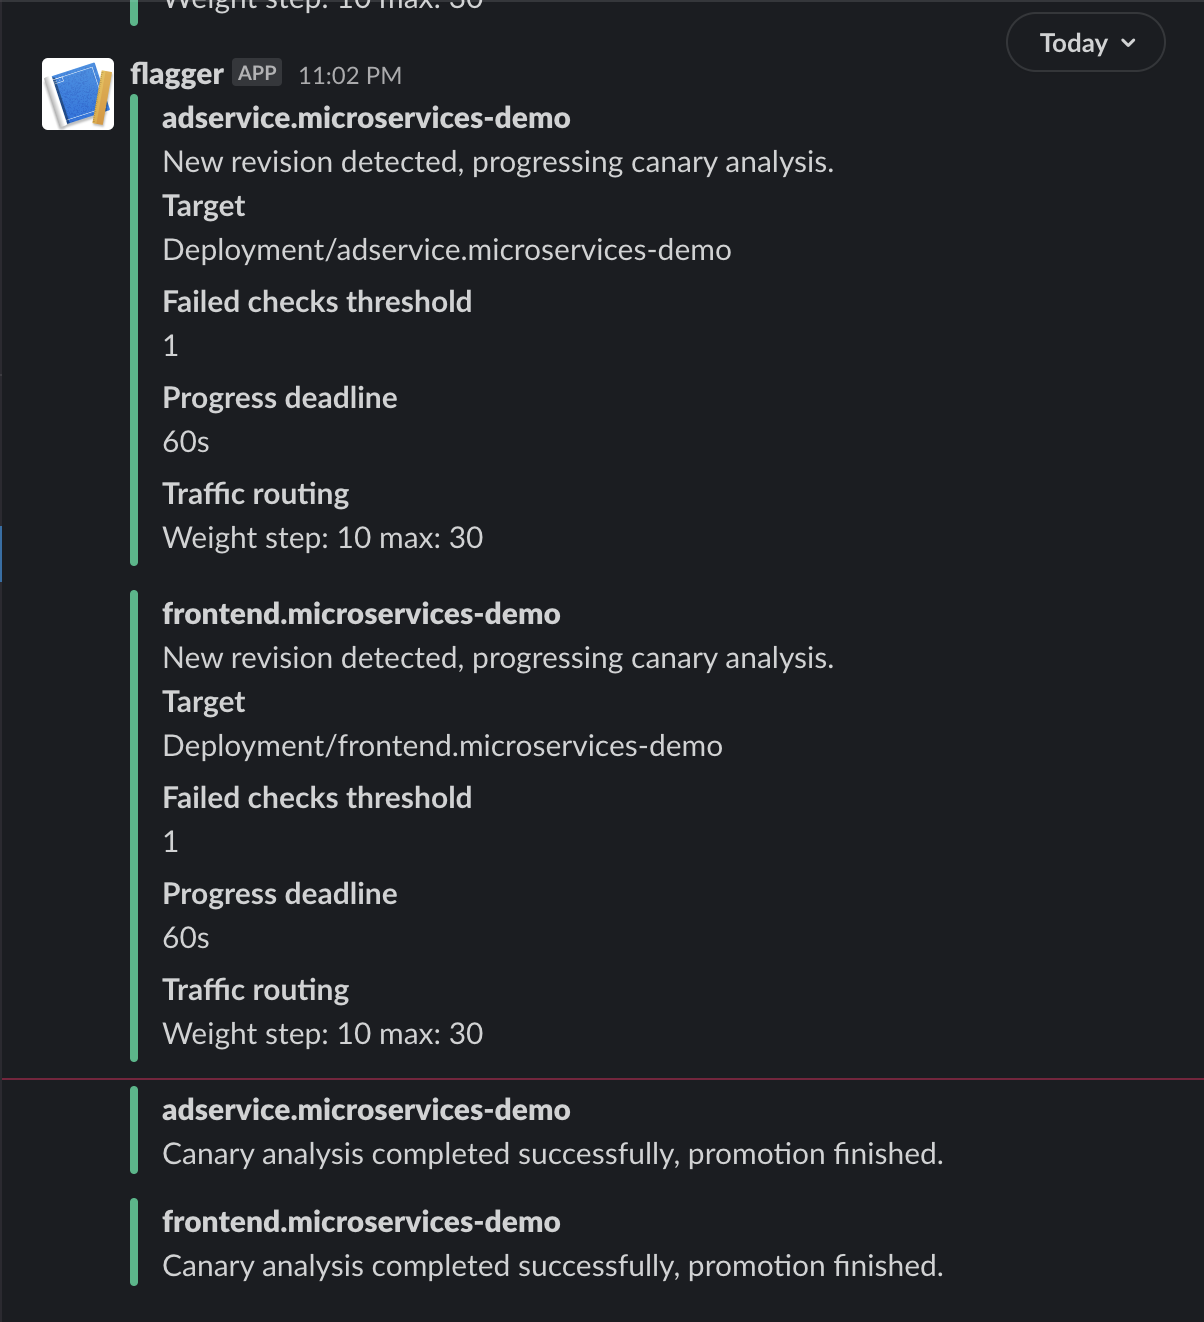 Weight step: 10 max: 30
Today
flagger APP 11:02 PM
adservice.microservices-demo
New revision detected, progressing canary analysis.
Target
Deployment/adservice.microservices-demo
Failed checks threshold
1
Progress deadline
60s
Traffic routing
Weight step: 10 max: 30
frontend.microservices-demo
New revision detected, progressing canary analysis.
Target
Deployment/frontend.microservices-demo
Failed checks threshold
1
Progress deadline
60s
Traffic routing
Weight step: 10 max: 30
adservice.microservices-demo
Canary analysis completed successfully, promotion finished.
frontend.microservices-demo
Canary analysis completed successfully, promotion finished.